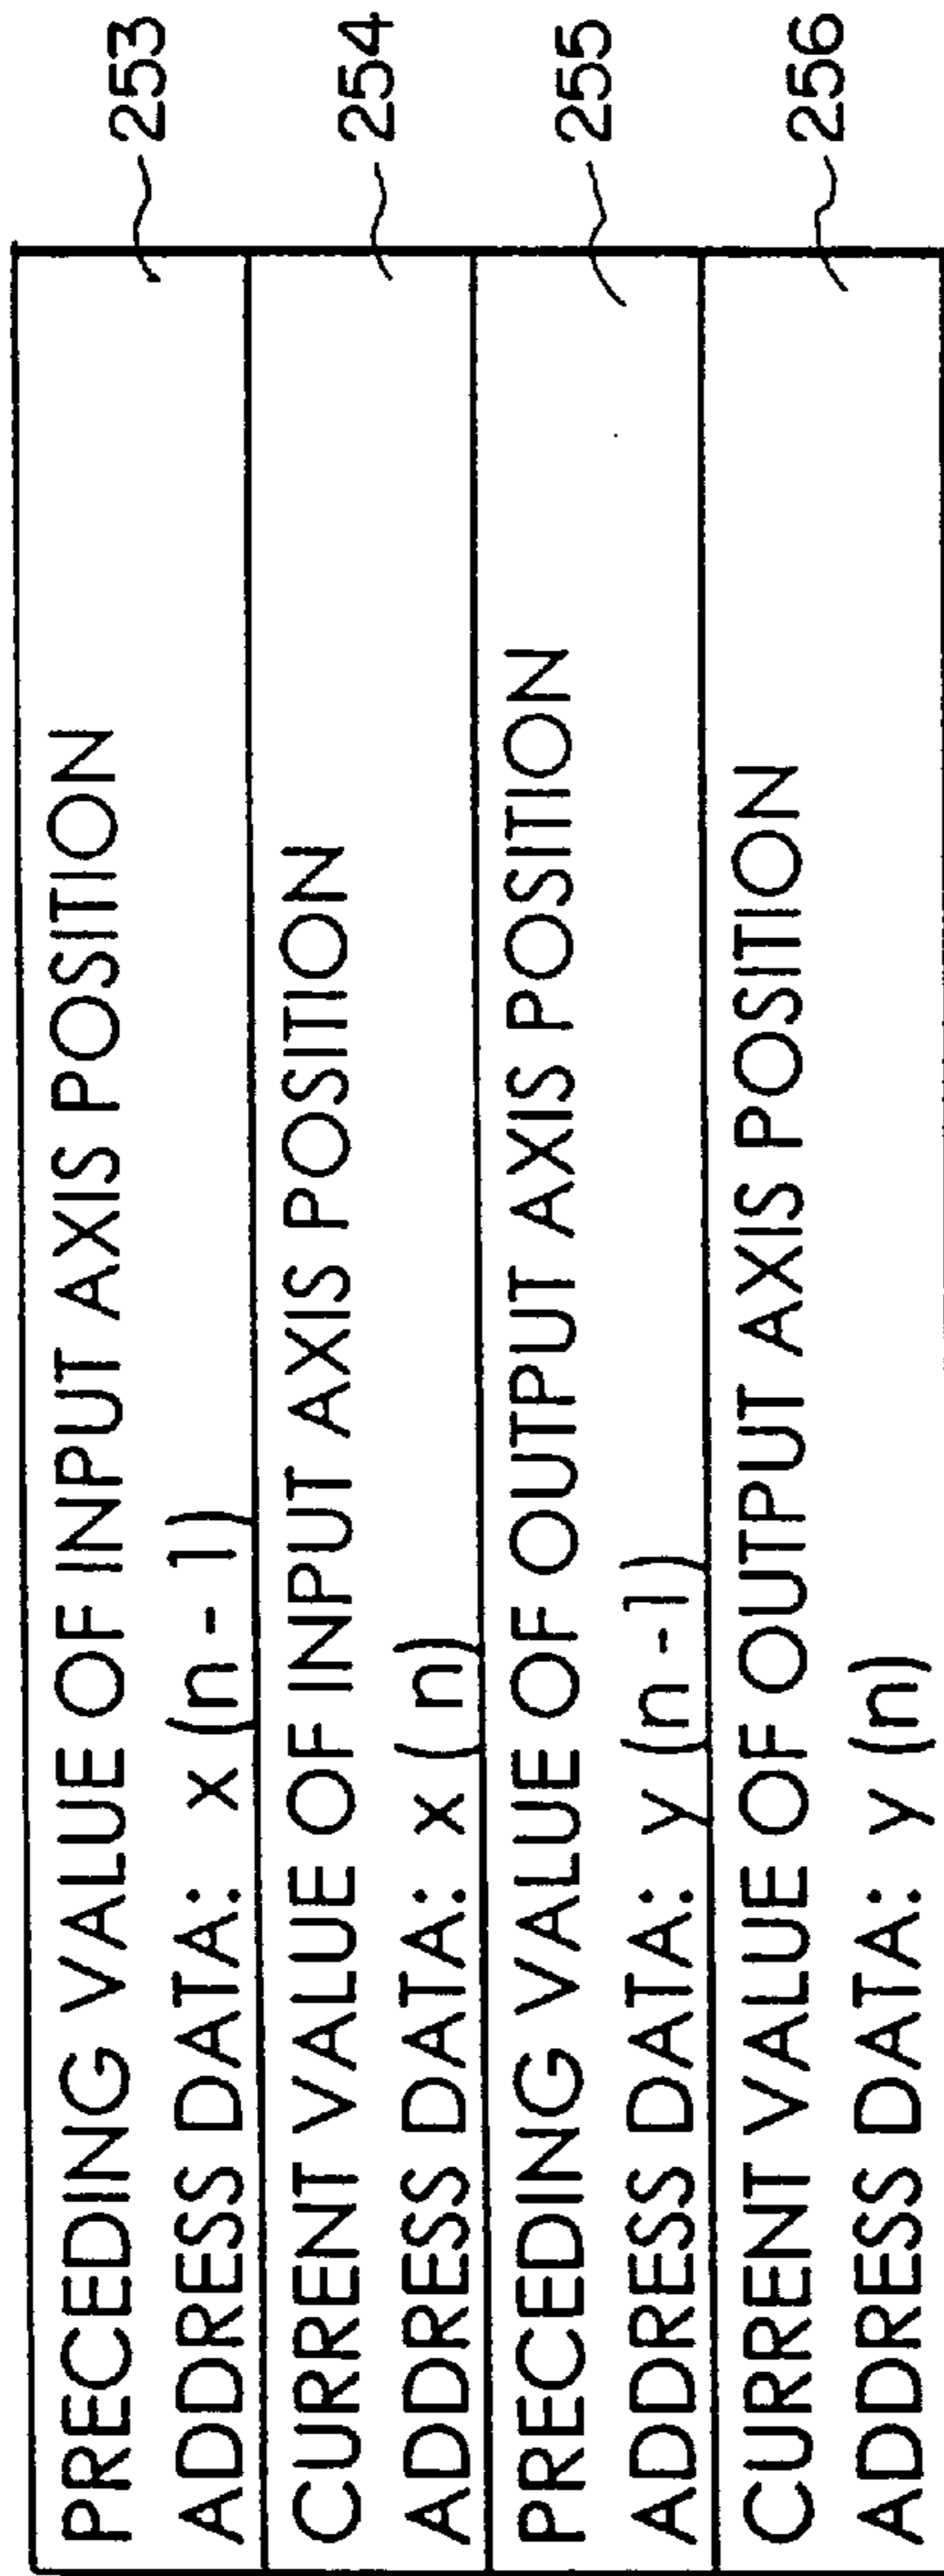 PRECEDING VALUE OF INPUT AXIS POSITION
ADDRESS DATA: x (n - 1)
253
CURRENT VALUE OF INPUT AXIS POSITION
ADDRESS DATA: x (n)
254
PRECEDING VALUE OF OUTPUT AXIS POSITION
ADDRESS DATA: y (n - 1)
255
CURRENT VALUE OF OUTPUT AXIS POSITION
ADDRESS DATA: y (n)
256